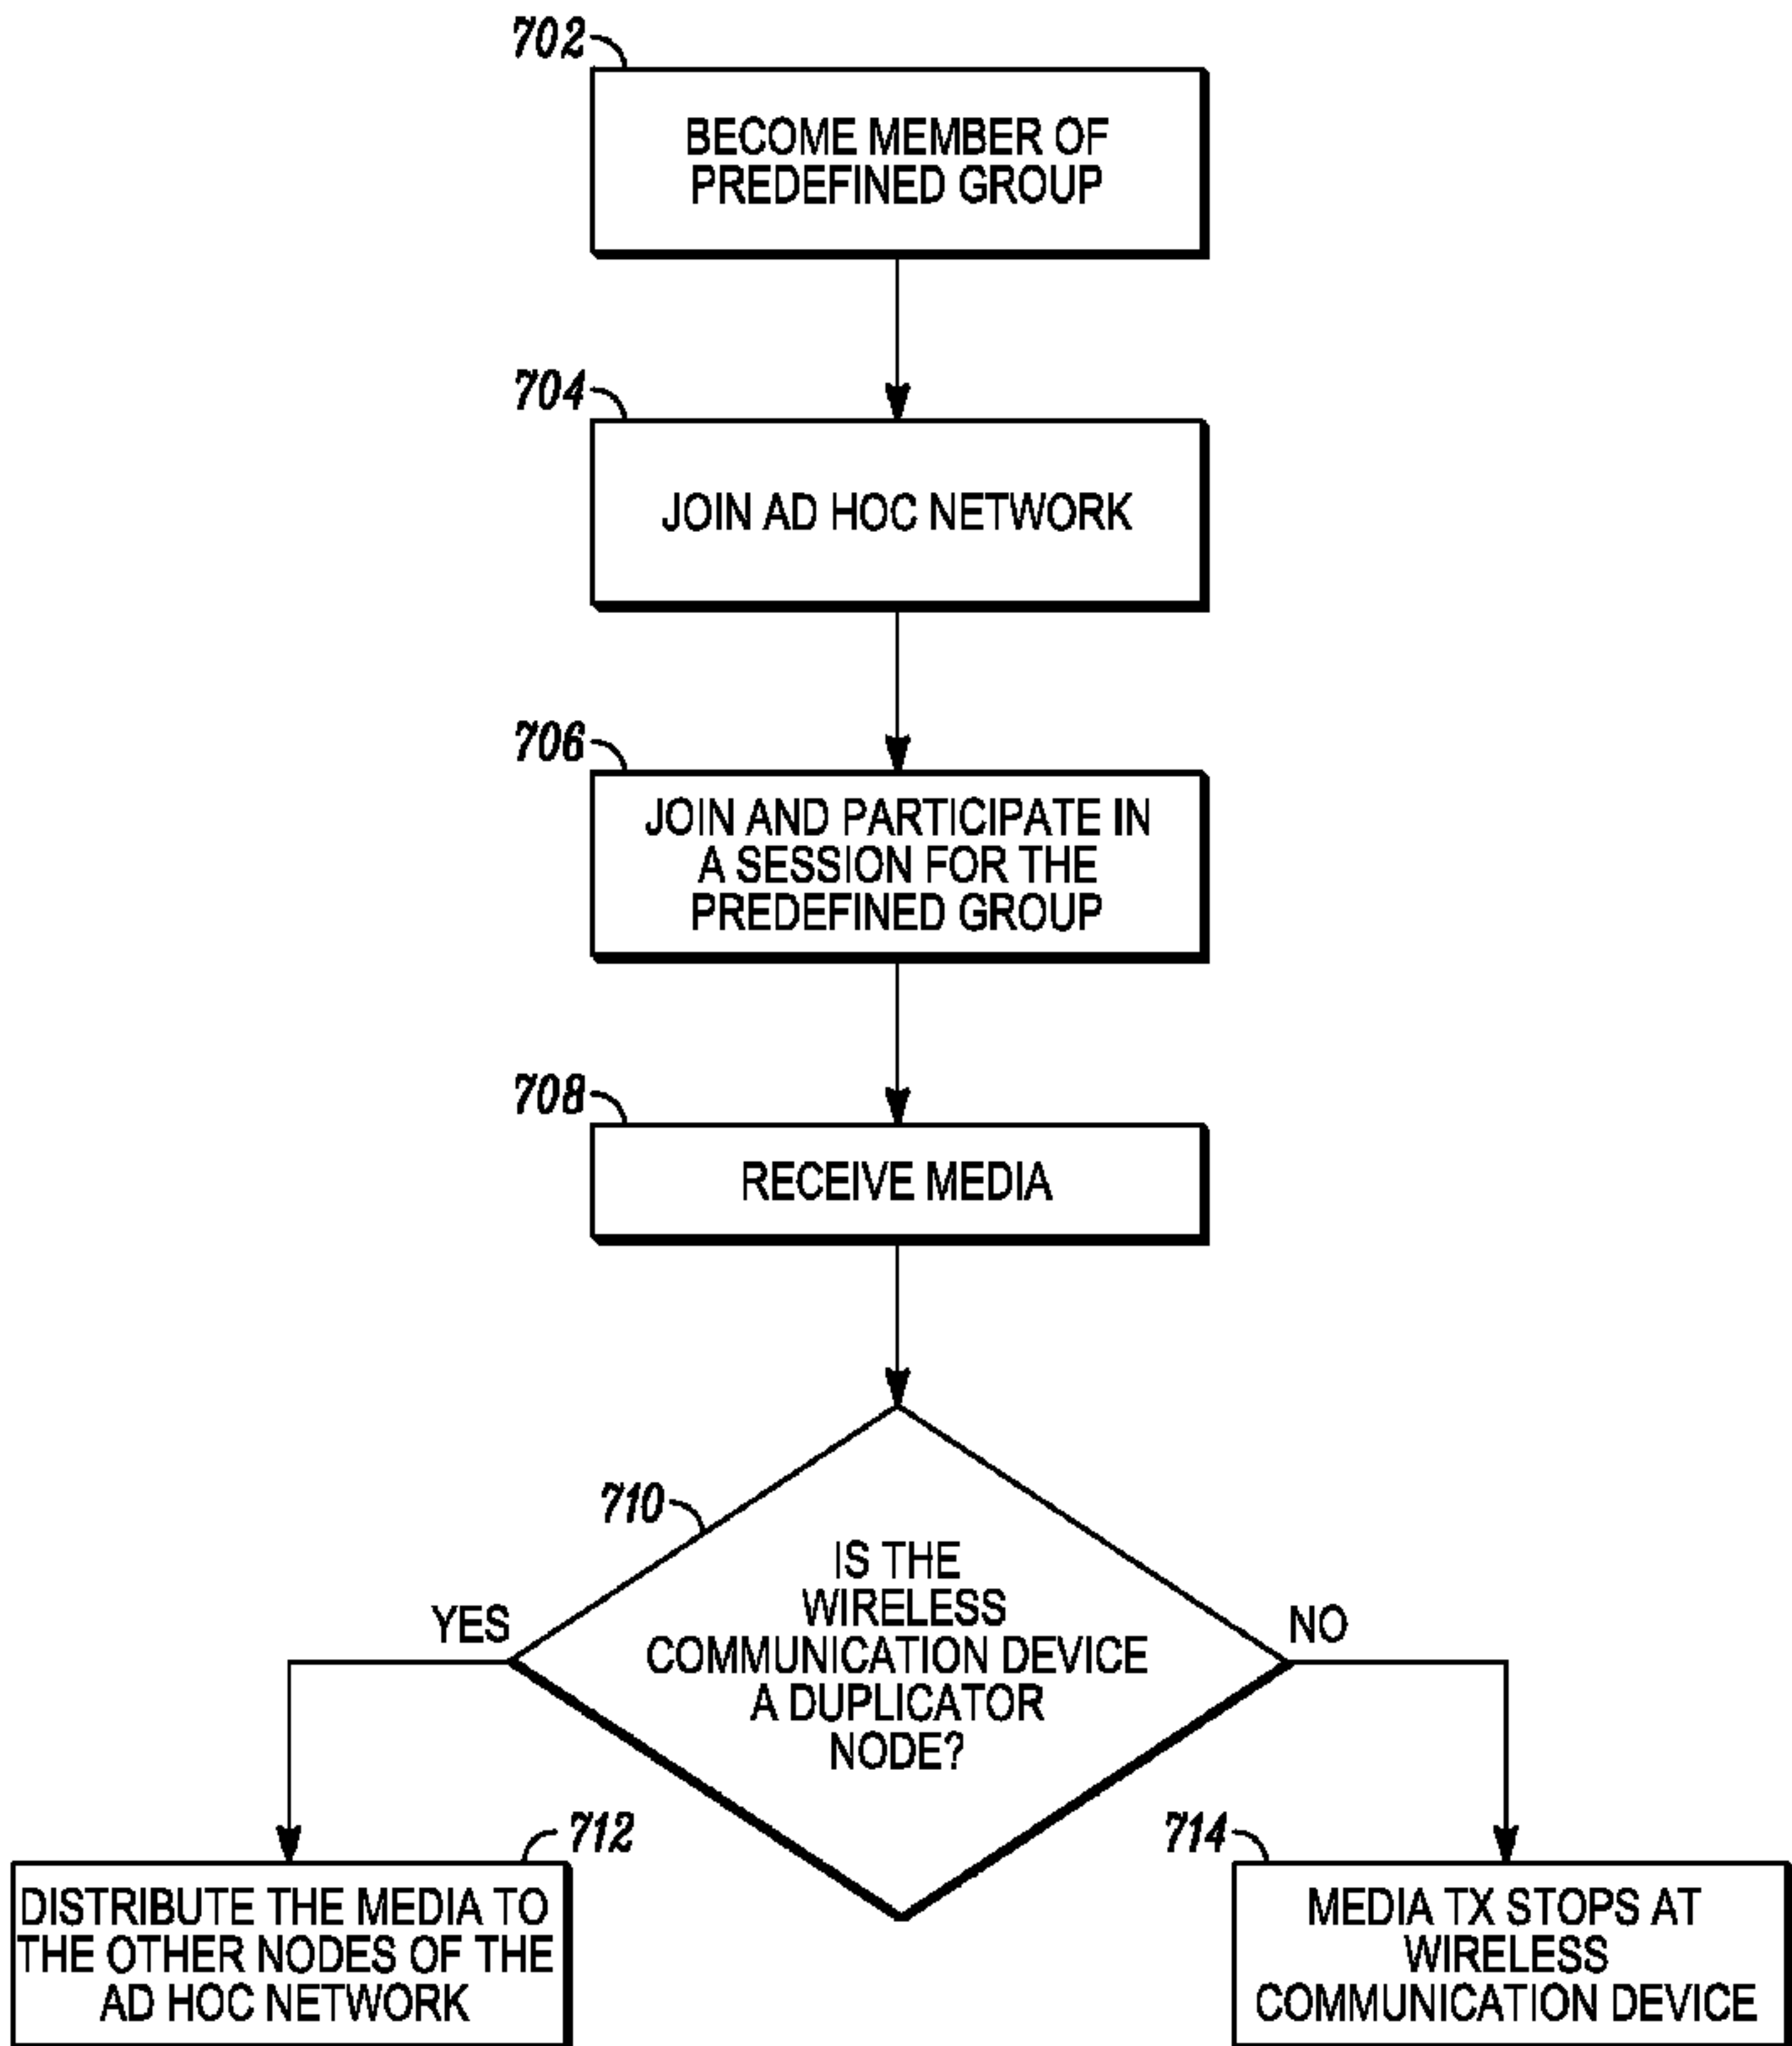 702
BECOME MEMBER OF
PREDEFINED GROUP
704
JOIN AD HOC NETWORK
706
JOIN AND PARTICIPATE IN
A SESSION FOR THE
PREDEFINED GROUP
708
RECEIVE MEDIA
710
IS THE
WIRELESS
COMMUNICATION DEVICE
A DUPLICATOR
NODE?
YES
NO
712
DISTRIBUTE THE MEDIA TO
THE OTHER NODES OF THE
AD HOC NETWORK
714
MEDIA TX STOPS AT
WIRELESS
COMMUNICATION DEVICE